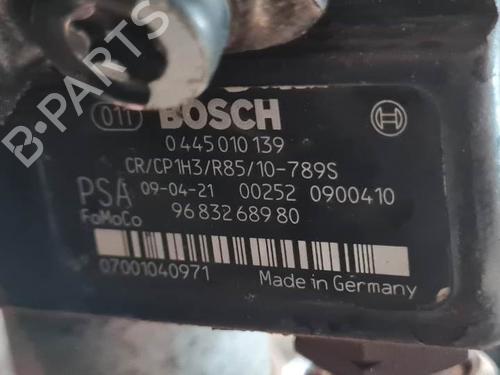 B-PARTS
011 BOSCH
0 445 010 139
CR/CP1H3/R85/10-789S
PSA 09-04-21 00252 0900410
FoMoCo 96 832 689 80
07001040971 Made in Germany